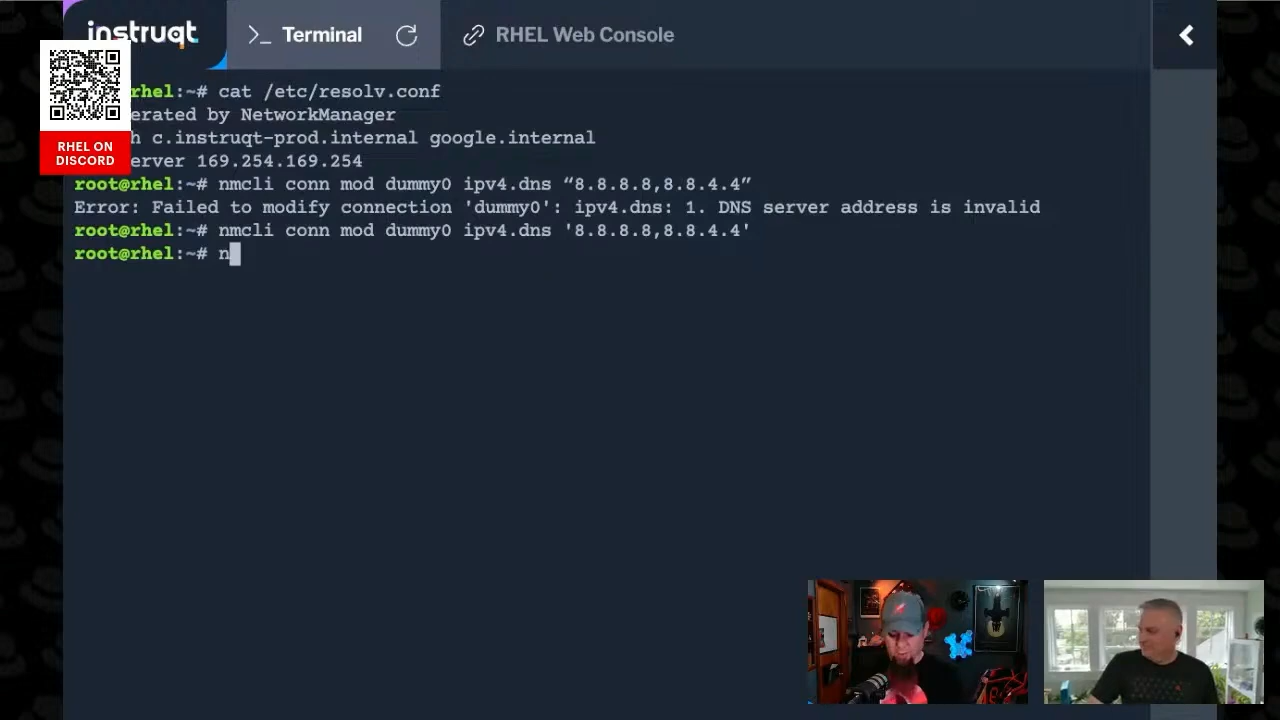 instruqt
Terminal
RHEL Web Console
RHEL ON
DISCORD
rhel:~# cat /etc/resolv.conf
erated by NetworkManager
h c.instruqt-prod.internal google.internal
erver 169.254.169.254
root@rhel:~# nmcli conn mod dummy0 ipv4.dns “8.8.8.8,8.8.4.4”
Error: Failed to modify connection 'dummy0': ipv4.dns: 1. DNS server address is invalid
root@rhel:~# nmcli conn mod dummy0 ipv4.dns '8.8.8.8,8.8.4.4'
root@rhel:~# n